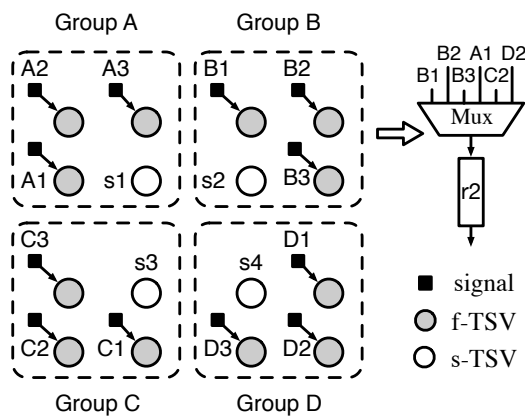 Group A Group B
A2 A3 B1 B2
A1 s1 s2 B3
C3 s3 s4 D1
C2 C1 D3 D2
Group C Group D
B2 A1 D2
B1 B3 C2
Mux
r2
signal
f-TSV
s-TSV